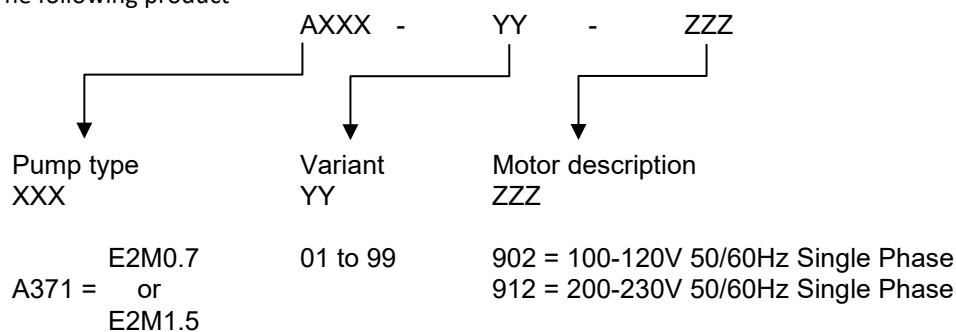 The following product
AXXX - YY - ZZZ
Pump type Variant Motor description
XXX YY ZZZ
E2M0.7 01 to 99 902 = 100-120V 50/60Hz Single Phase
A371 = or 912 = 200-230V 50/60Hz Single Phase
E2M1.5